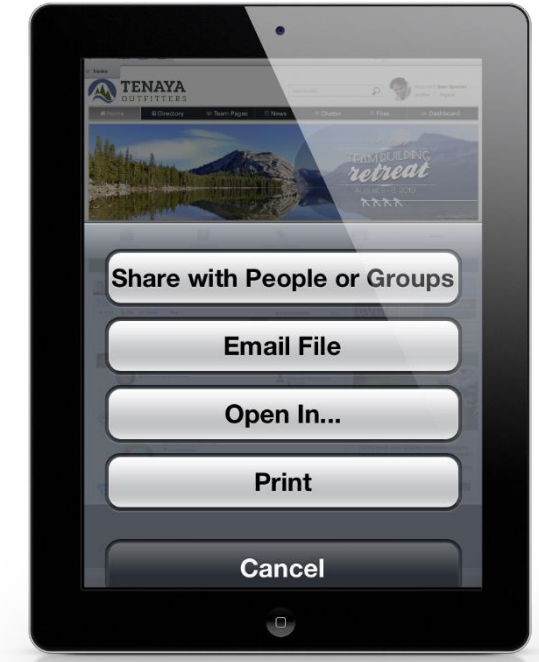 TENAYA
OUTFITTERS
Home Directory Team Pages News Chatter Files Dashboard
TEAM BUILDING
retreat
Share with People or Groups
Email File
Open In...
Print
Cancel